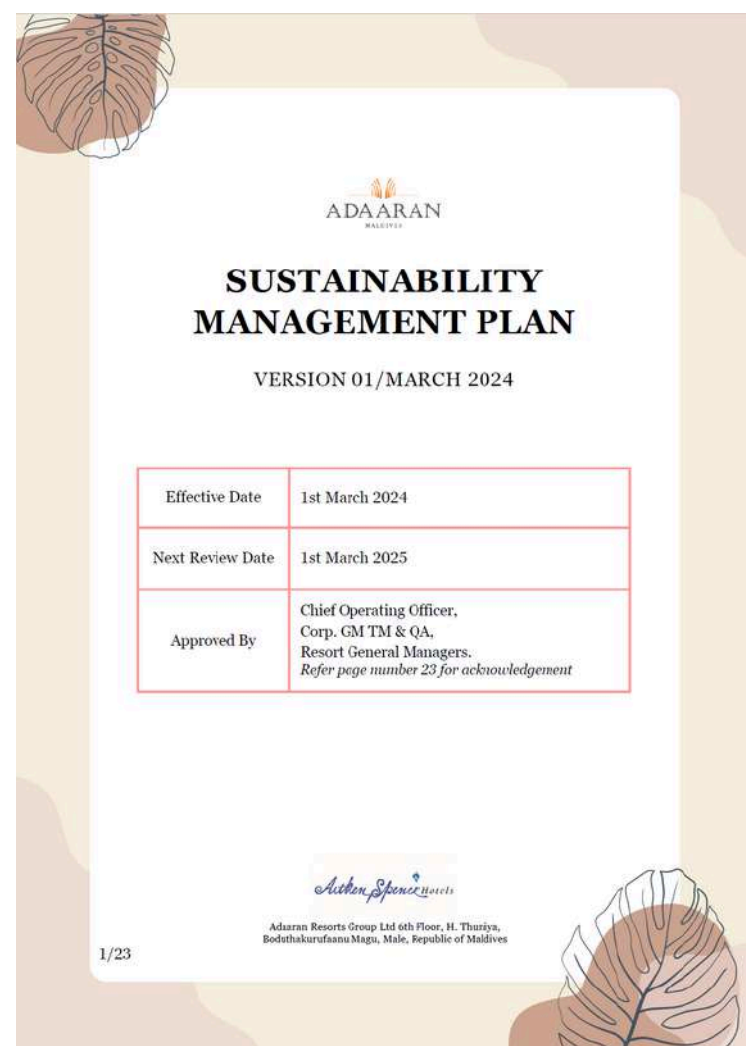 ADAARAN
MALDIVES
SUSTAINABILITY
MANAGEMENT PLAN
VERSION 01/MARCH 2024
Effective Date
1st March 2024
Next Review Date
1st March 2025
Approved By
Chief Operating Officer,
Corp. GM TM & QA,
Resort General Managers.
Refer page number 23 for acknowledgement
Aitken Spence Hotels
Adaaran Resorts Group Ltd 6th Floor, H. Thuriya,
Boduthakurufaanu Magu, Male, Republic of Maldives
1/23